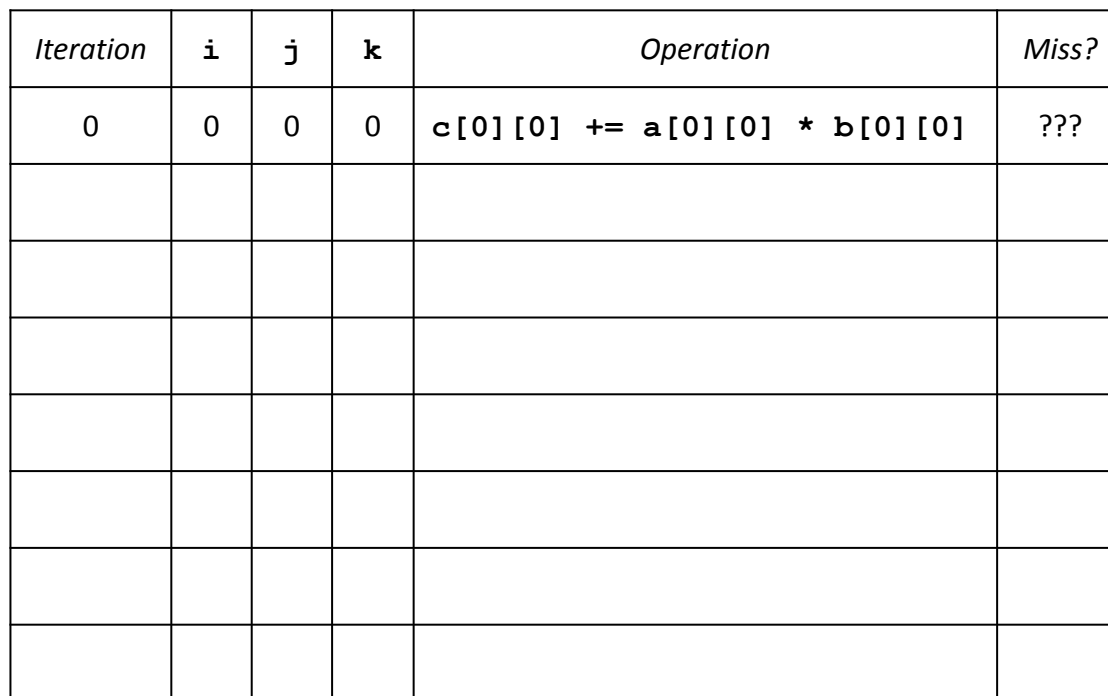 Iteration i j k Operation Miss?
0 0 0 0 c[0][0] += a[0][0] * b[0][0] ???